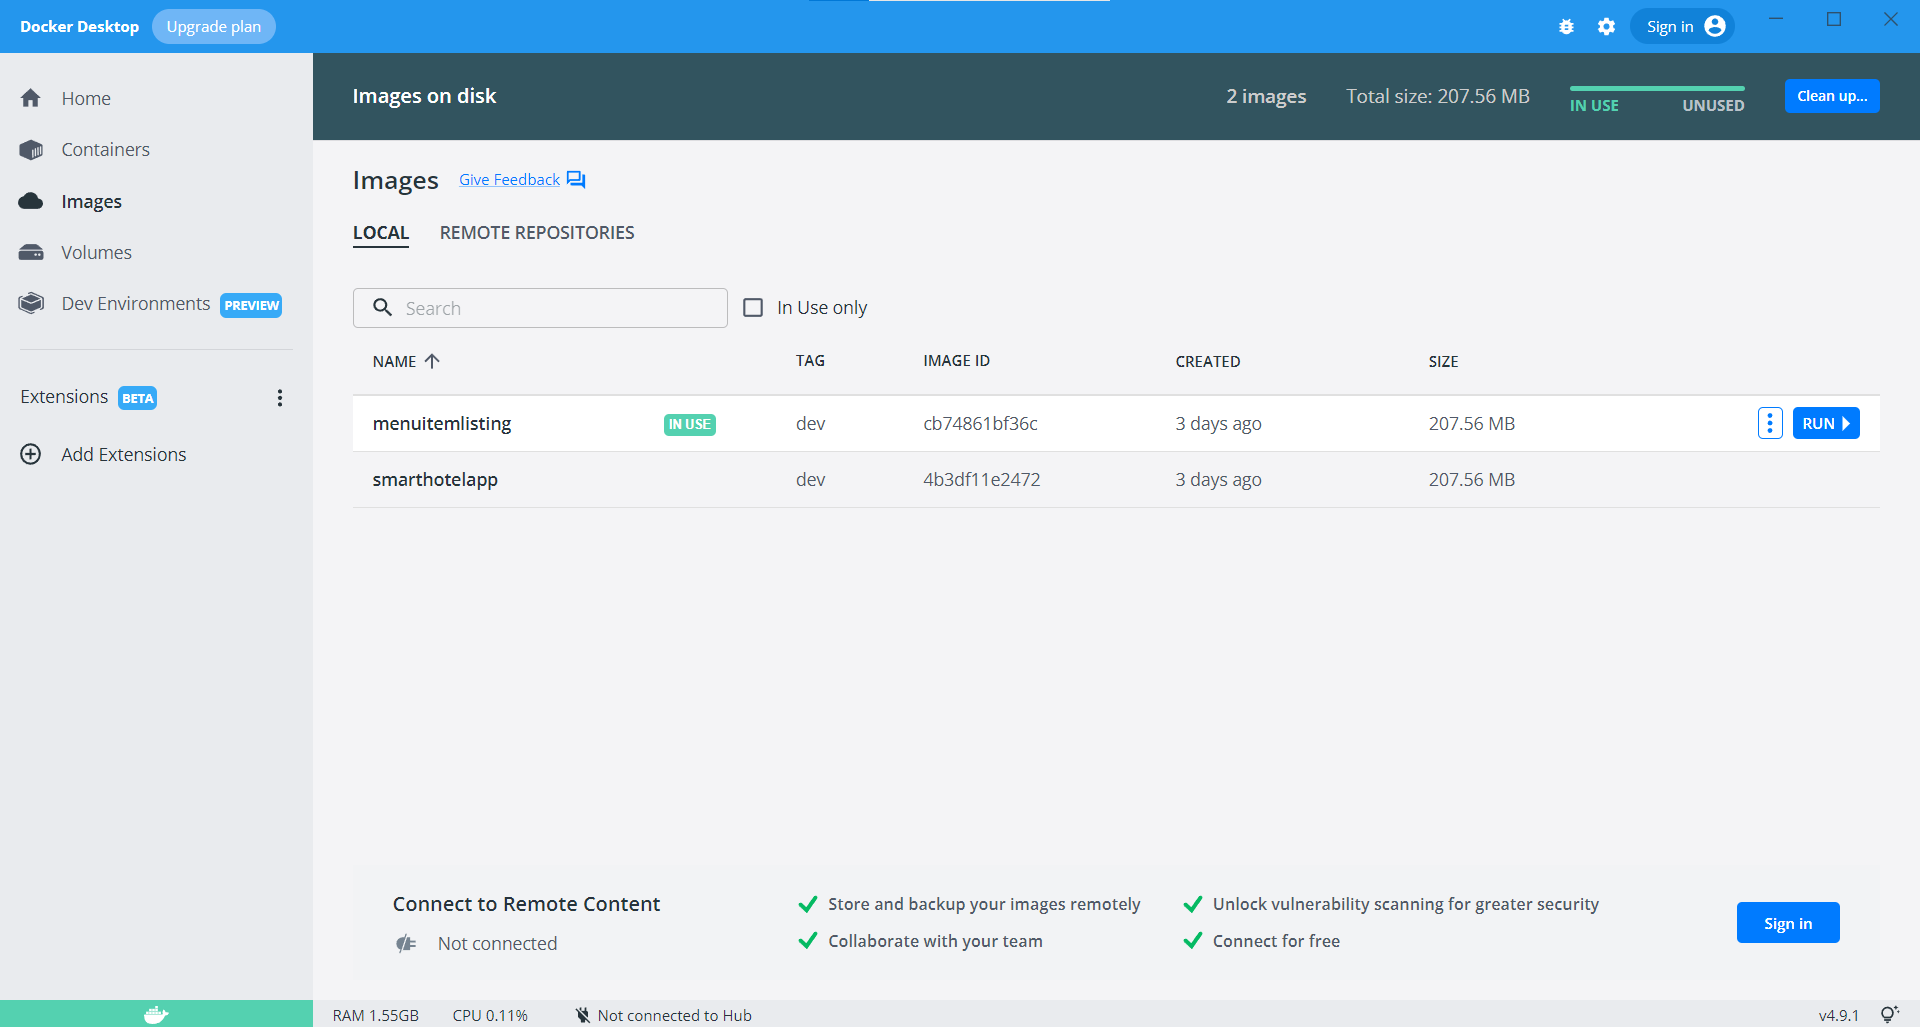 Docker Desktop Upgrade plan Sign in
Home
Containers
Images
Volumes
Dev Environments PREVIEW
Extensions BETA
Add Extensions
Images on disk 2 images Total size: 207.56 MB IN USE UNUSED Clean up...
Images Give Feedback
LOCAL REMOTE REPOSITORIES
Search In Use only
NAME TAG IMAGE ID CREATED SIZE
menuitemlisting IN USE dev cb74861bf36c 3 days ago 207.56 MB RUN
smarthotelapp dev 4b3df11e2472 3 days ago 207.56 MB
Connect to Remote Content
Not connected
Store and backup your images remotely
Collaborate with your team
Unlock vulnerability scanning for greater security
Connect for free
Sign in
RAM 1.55GB CPU 0.11% Not connected to Hub v4.9.1